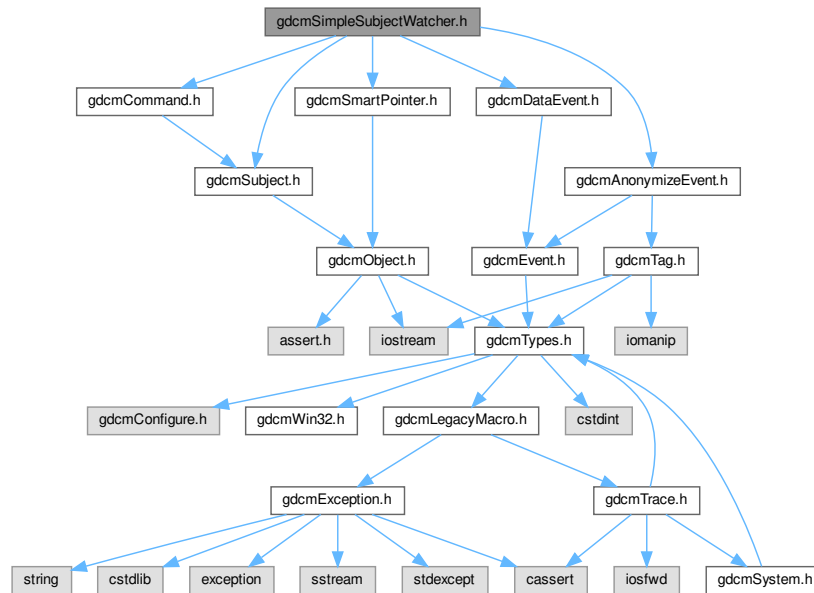 gdcmSimpleSubjectWatcher.h
gdcmCommand.h
gdcmSmartPointer.h
gdcmDataEvent.h
gdcmSubject.h
gdcmAnonymizeEvent.h
gdcmObject.h
gdcmEvent.h
gdcmTag.h
assert.h
iostream
gdcmTypes.h
iomanip
gdcmConfigure.h
gdcmWin32.h
gdcmLegacyMacro.h
cstdint
gdcmException.h
gdcmTrace.h
string
cstdlib
exception
sstream
stdexcept
cassert
iosfwd
gdcmSystem.h